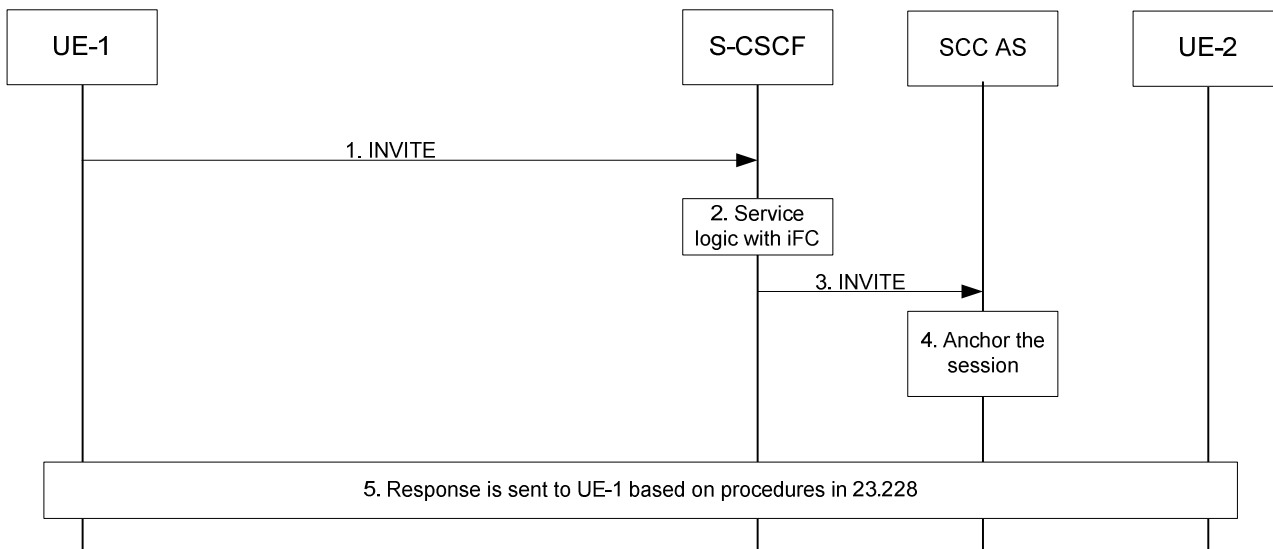 UE-1
S-CSCF
SCC AS
UE-2
1. INVITE
2. Service
logic with iFC
3. INVITE
4. Anchor the
session
5. Response is sent to UE-1 based on procedures in 23.228